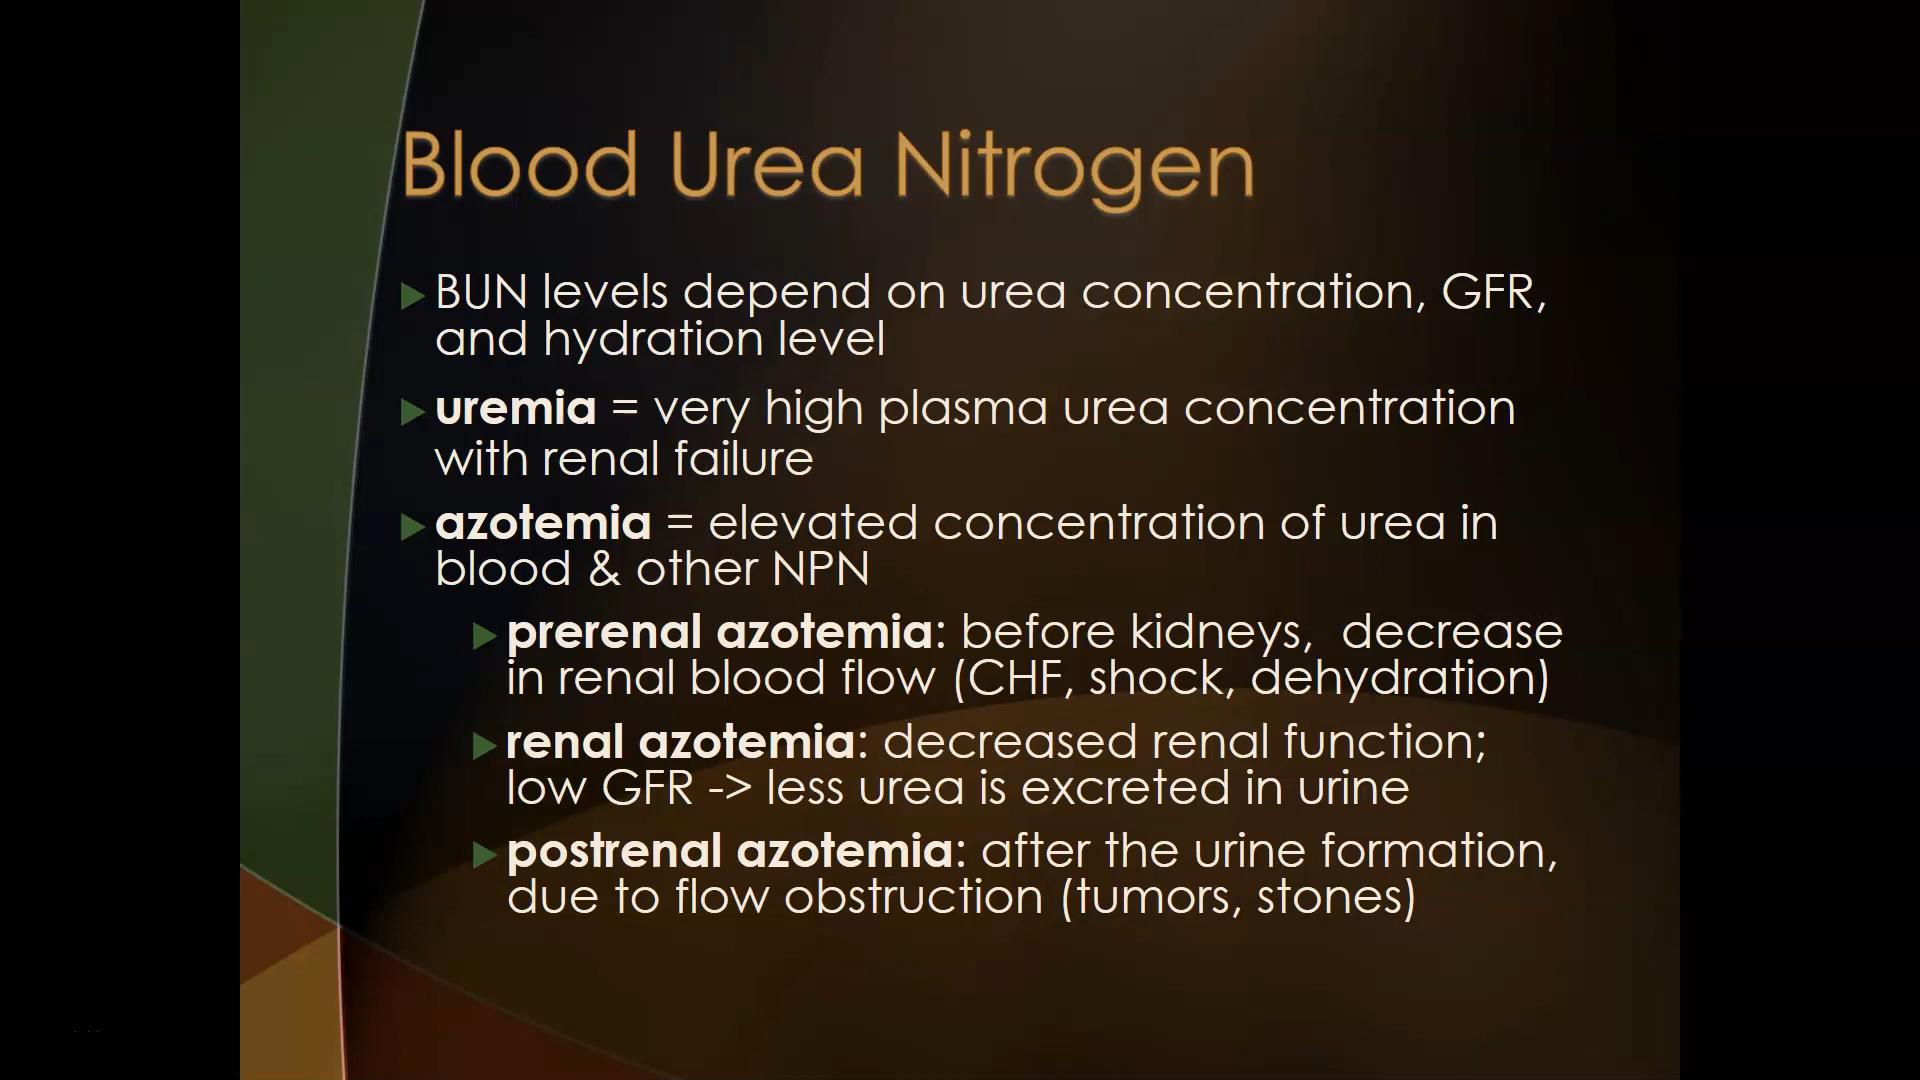 Blood Urea Nitrogen
BUN levels depend on urea concentration, GFR,
and hydration level
uremia = very high plasma urea concentration
with renal failure
azotemia = elevated concentration of urea in
blood & other NPN
prerenal azotemia: before kidneys,  decrease
in renal blood flow (CHF, shock, dehydration)
renal azotemia: decreased renal function;
low GFR -> less urea is excreted in urine
postrenal azotemia: after the urine formation,
due to flow obstruction (tumors, stones)